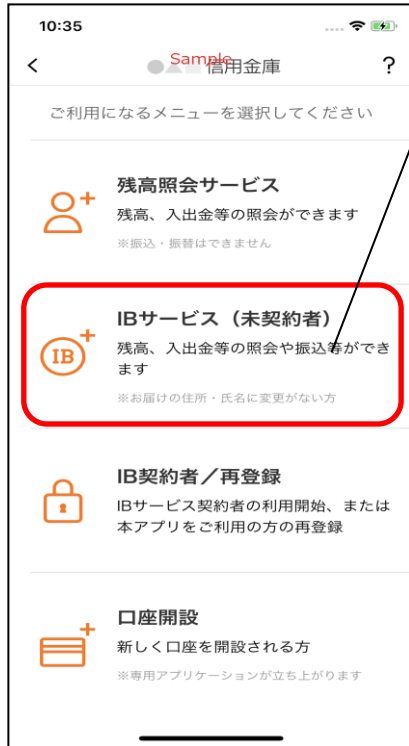 10:35
Sample
●▲■信用金庫
?
ご利用になるメニューを選択してください
残高照会サービス
残高、入出金等の照会ができます
※振込・振替はできません
IB
IBサービス（未契約者）
残高、入出金等の照会や振込等ができ
ます
※お届けの住所・氏名に変更がない方
IB契約者／再登録
IBサービス契約者の利用開始、または
本アプリをご利用の方の再登録
口座開設
新しく口座を開設される方
※専用アプリケーションが立ち上がります